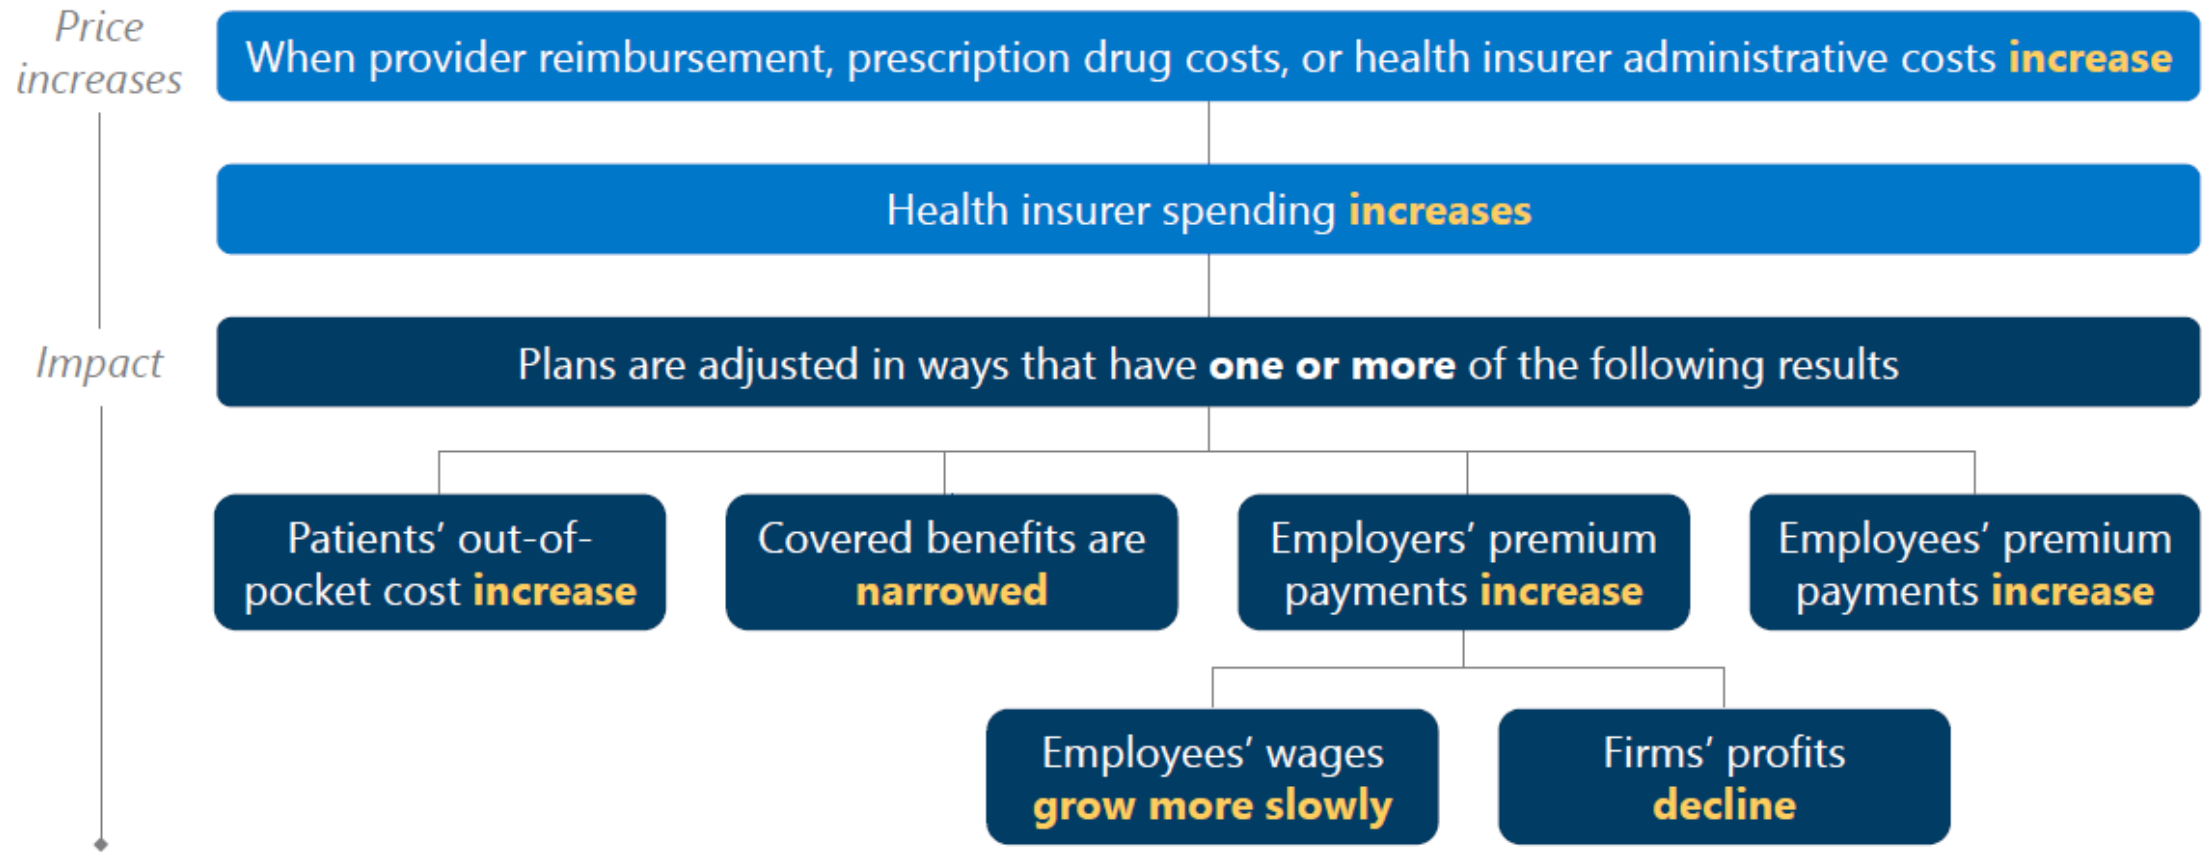 Price
increases
When provider reimbursement, prescription drug costs, or health insurer administrative costs increase
Health insurer spending increases
Impact
Plans are adjusted in ways that have one or more of the following results
Patients’ out-of-
pocket cost increase
Covered benefits are
narrowed
Employers’ premium
payments increase
Employees’ premium
payments increase
Employees’ wages
grow more slowly
Firms’ profits
decline